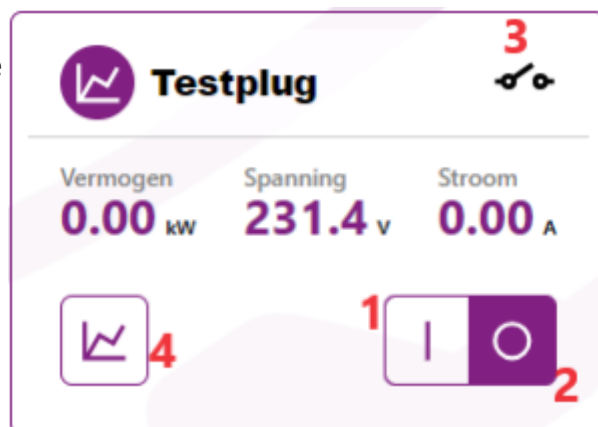 3
e
Testplug
Vermogen Spanning Stroom
0.00 kW 231.4 V 0.00 A
1
4
2